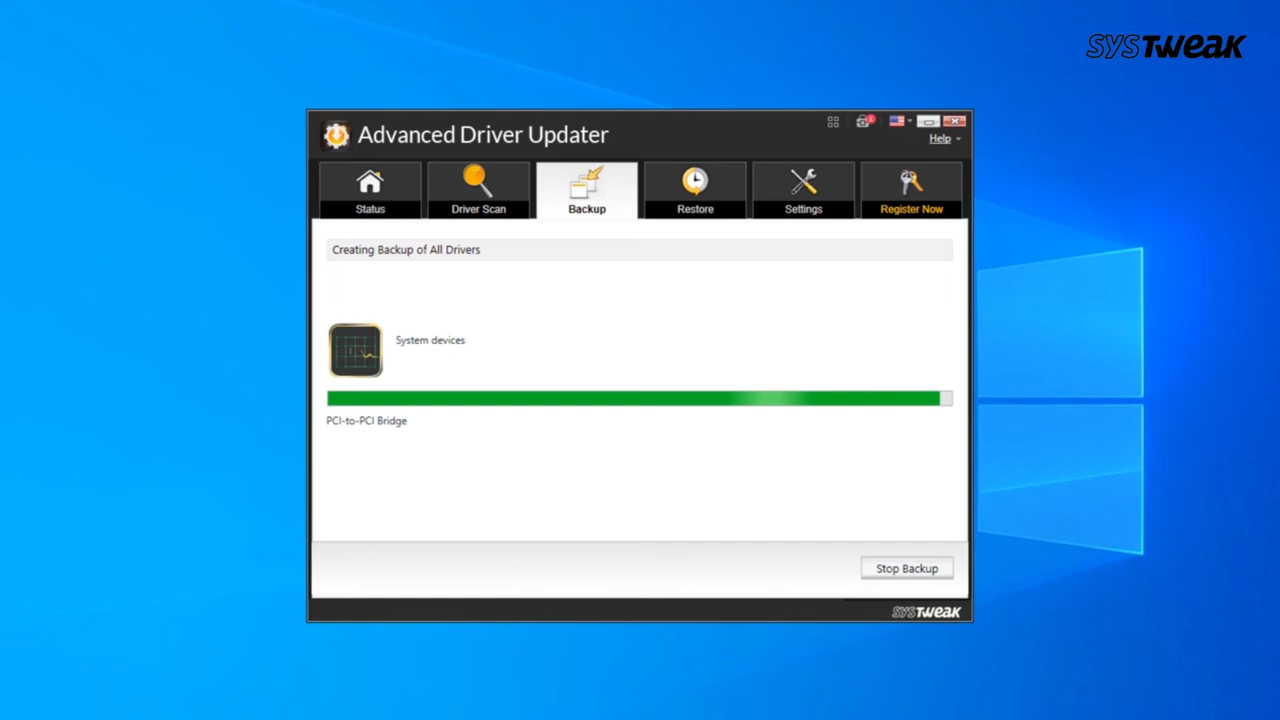 SYSTweak
Advanced Driver Updater
1
Help
Status
Driver Scan
Backup
Restore
Settings
Register Now
Creating Backup of All Drivers
System devices
PCI-to-PCI Bridge
Stop Backup
SYSTweak